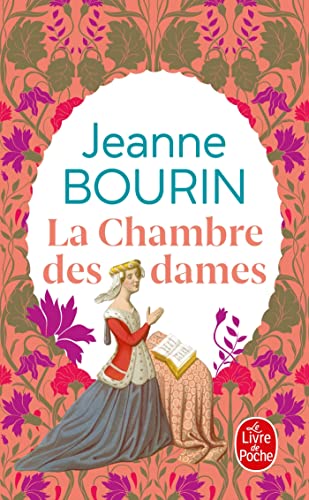 Jeanne
BOURIN
La Chambre
des dames
Le
Livre
de
Poche